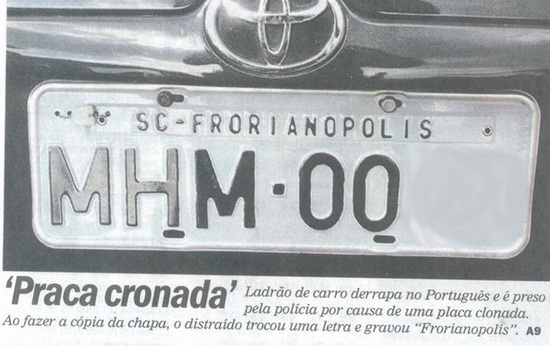 SC-FRORIANOPOLIS
MHM·00
'Praca cronada' Ladrão de carro derrapa no Português e é preso
pela polícia por causa de uma placa clonada.
Ao fazer a cópia da chapa, o distraído trocou uma letra e gravou “Frorianopolis”. A9